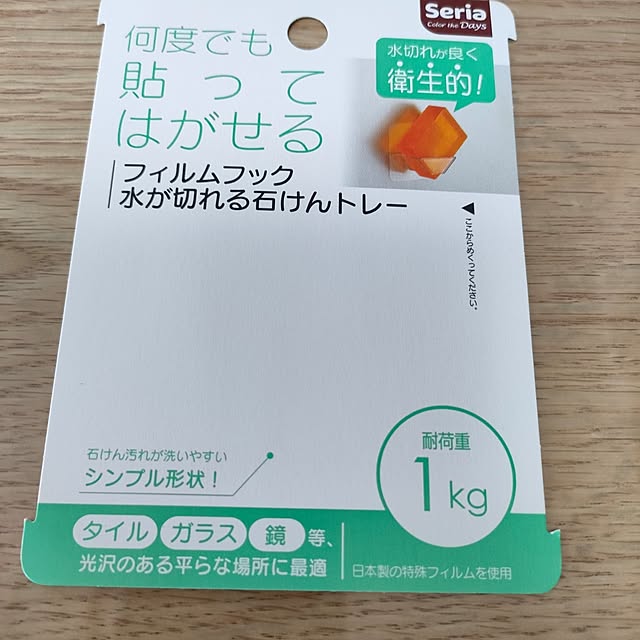 Seria
Color the Days
何度でも
貼って
はがせる
水切れが良く
衛生的！
フィルムフック
水が切れる石けんトレー
ここからめくってください。
石けん汚れが洗いやすい
シンプル形状！
耐荷重
1kg
タイル ガラス 鏡 等、
光沢のある平らな場所に最適
日本製の特殊フィルムを使用